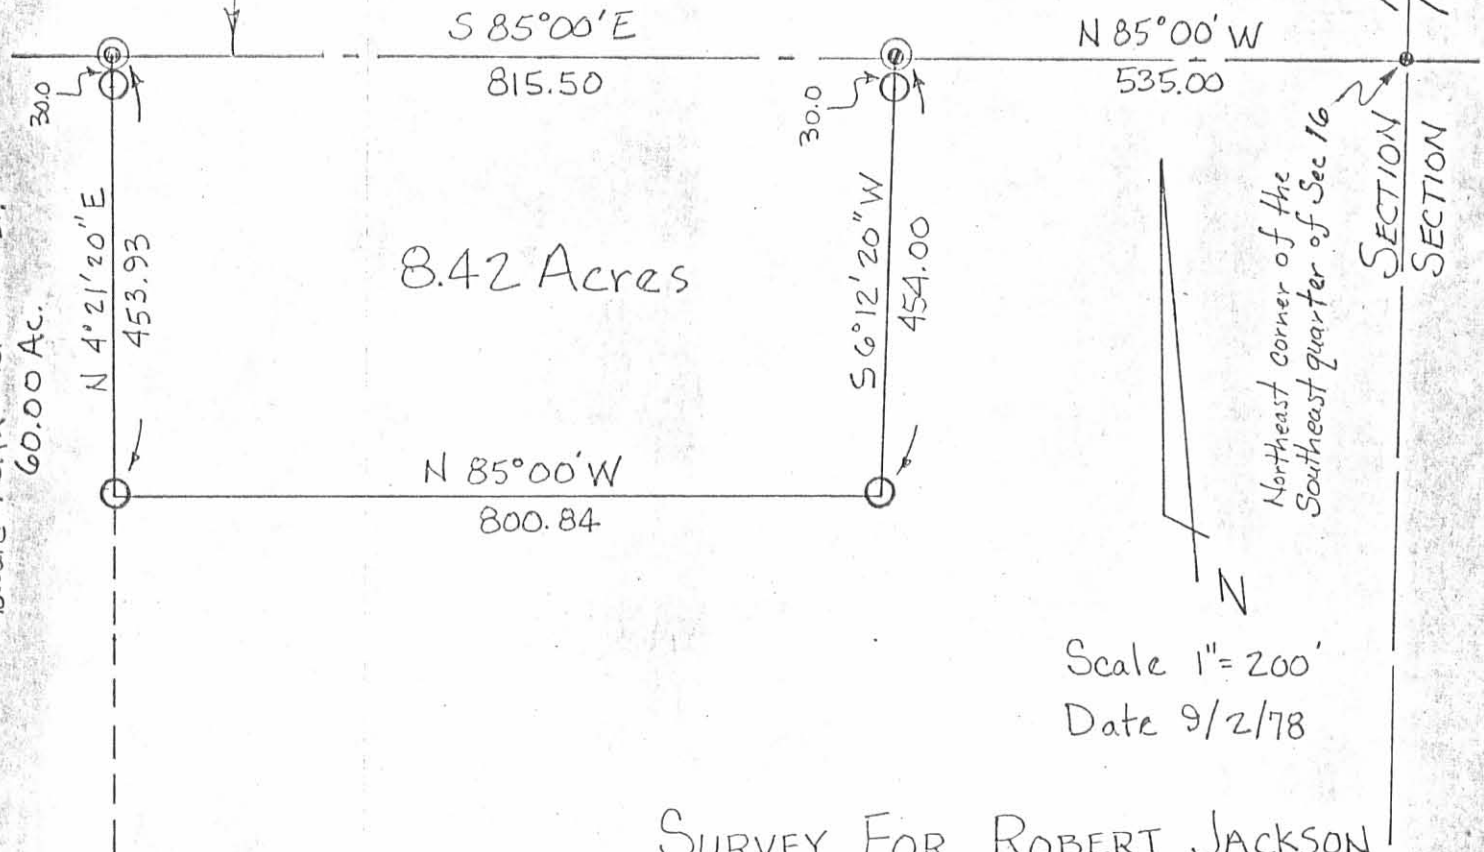 S 85°00'E
815.50
N 85°00'W
535.00
30.0
30.0
N 4°21'20"E
453.93
60.00 Ac.
8.42 Acres
S 6°12'20"W
454.00
Northeast corner of the
Southeast quarter of Sec 16
SECTION
SECTION
N 85°00'W
800.84
N
Scale 1"= 200'
Date 9/2/78
SURVEY FOR ROBERT JACKSON